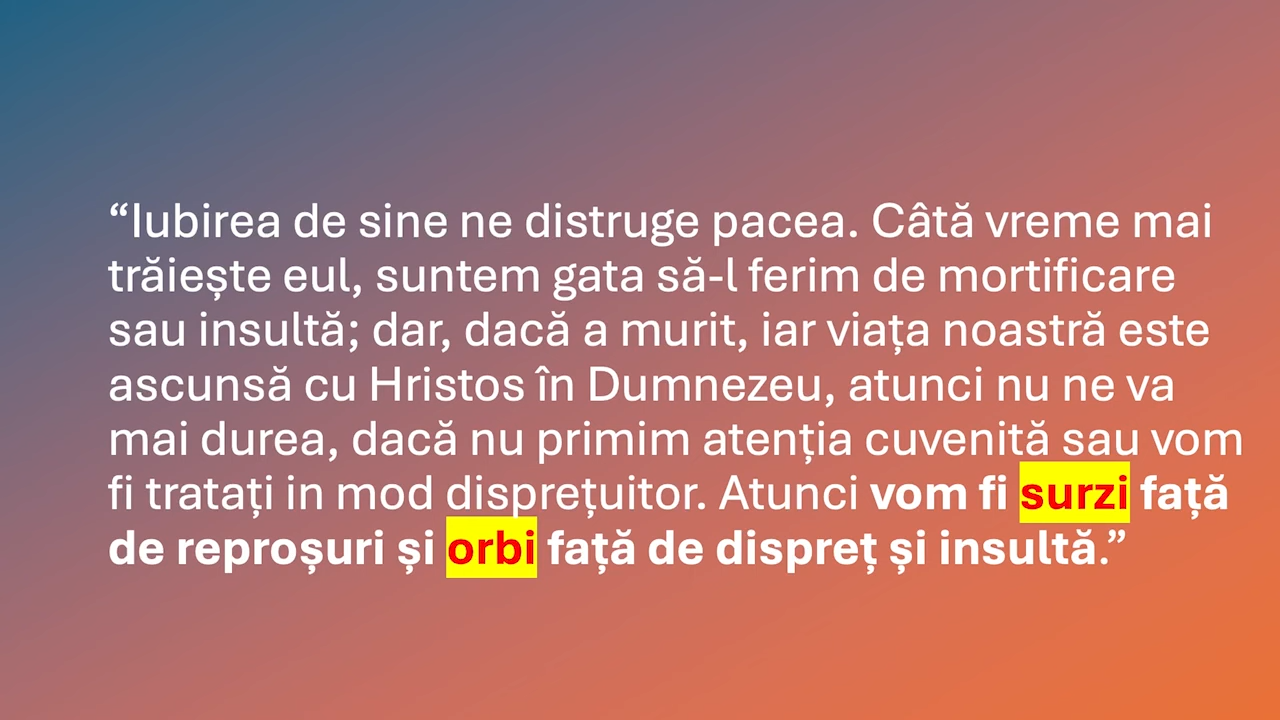 “Iubirea de sine ne distruge pacea. Câtă vreme mai
trăiește eul, suntem gata să-l ferim de mortificare
sau insultă; dar, dacă a murit, iar viața noastră este
ascunsă cu Hristos în Dumnezeu, atunci nu ne va
mai durea, dacă nu primim atenția cuvenită sau vom
fi tratați in mod disprețuitor. Atunci vom fi surzi față
de reproșuri și orbi față de dispreț și insultă.”